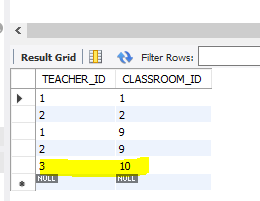 Result Grid Filter Rows:
TEACHER_ID CLASSROOM_ID
1 1
2 2
1 9
2 9
3 10
NULL NULL